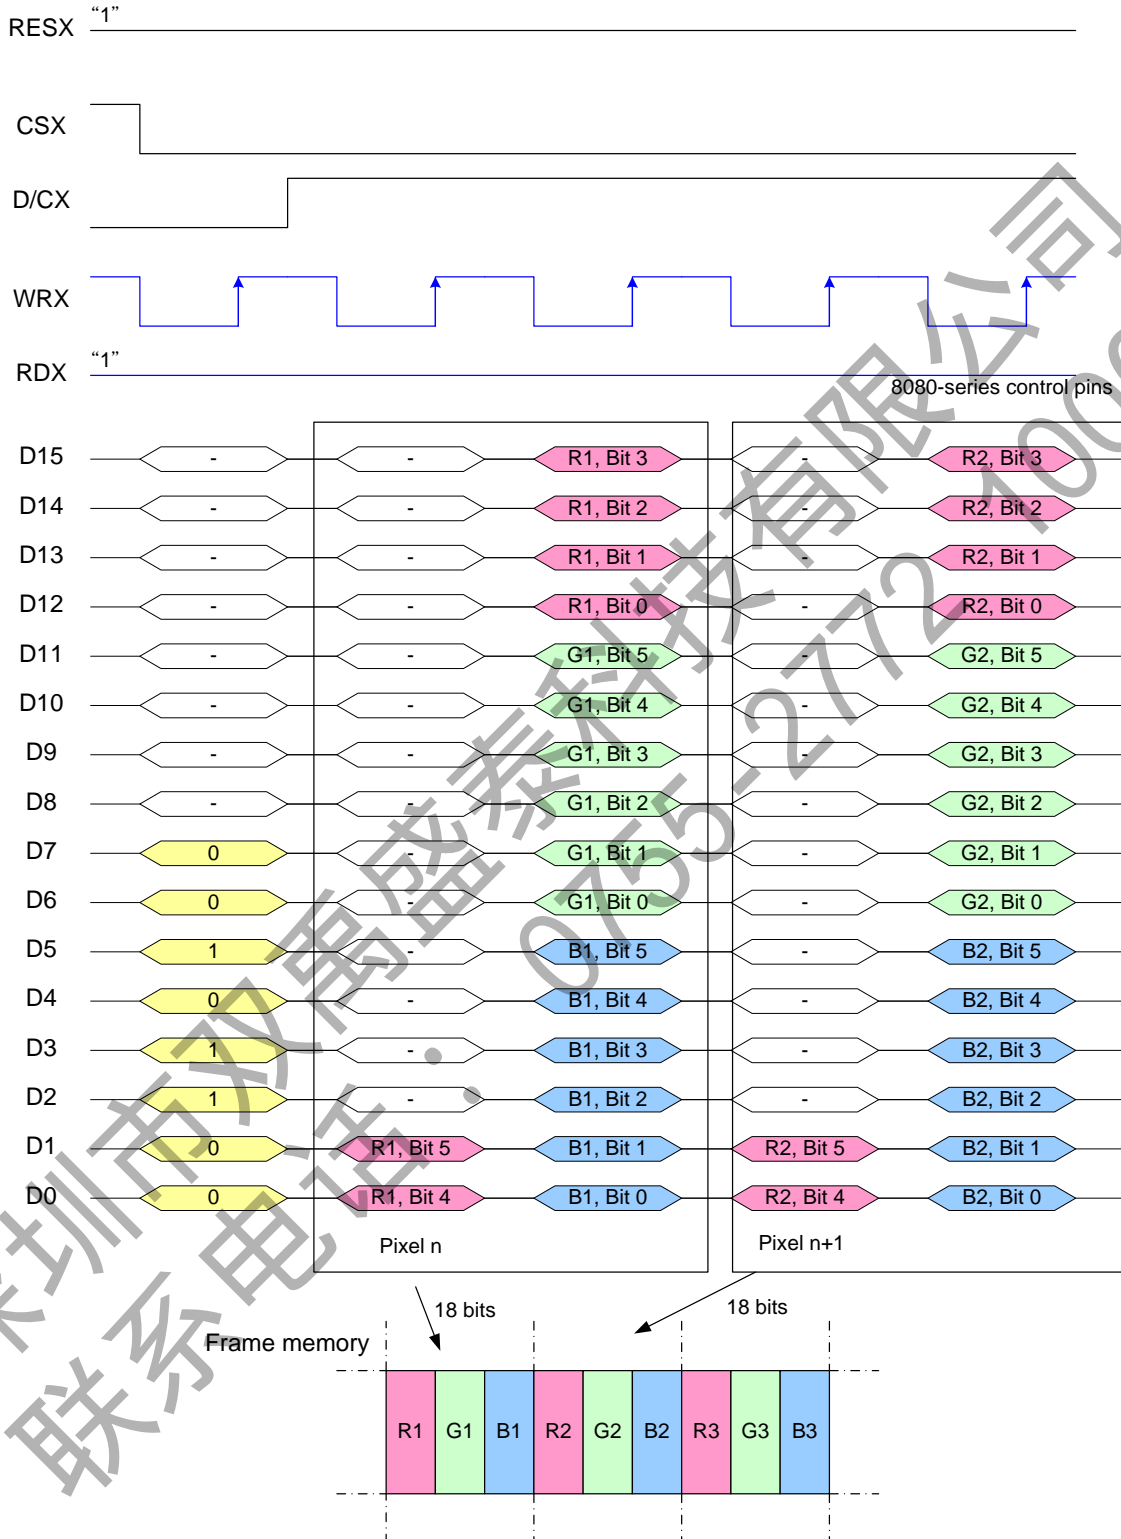 RESX “1”
CSX
D/CX
WRX
RDX “1”
8080-series control pins
D15 - - R1, Bit 3 - R2, Bit 3
D14 - - R1, Bit 2 - R2, Bit 2
D13 - - R1, Bit 1 - R2, Bit 1
D12 - - R1, Bit 0 - R2, Bit 0
D11 - - G1, Bit 5 - G2, Bit 5
D10 - - G1, Bit 4 - G2, Bit 4
D9 - - G1, Bit 3 - G2, Bit 3
D8 - - G1, Bit 2 - G2, Bit 2
D7 0 - G1, Bit 1 - G2, Bit 1
D6 0 - G1, Bit 0 - G2, Bit 0
D5 1 - B1, Bit 5 - B2, Bit 5
D4 0 - B1, Bit 4 - B2, Bit 4
D3 1 - B1, Bit 3 - B2, Bit 3
D2 1 - B1, Bit 2 - B2, Bit 2
D1 0 R1, Bit 5 B1, Bit 1 R2, Bit 5 B2, Bit 1
D0 0 R1, Bit 4 B1, Bit 0 R2, Bit 4 B2, Bit 0
Pixel n Pixel n+1
18 bits 18 bits
Frame memory
R1 G1 B1 R2 G2 B2 R3 G3 B3
深圳市双禹盛泰科技有限公司
联系电话：0755-2772 100